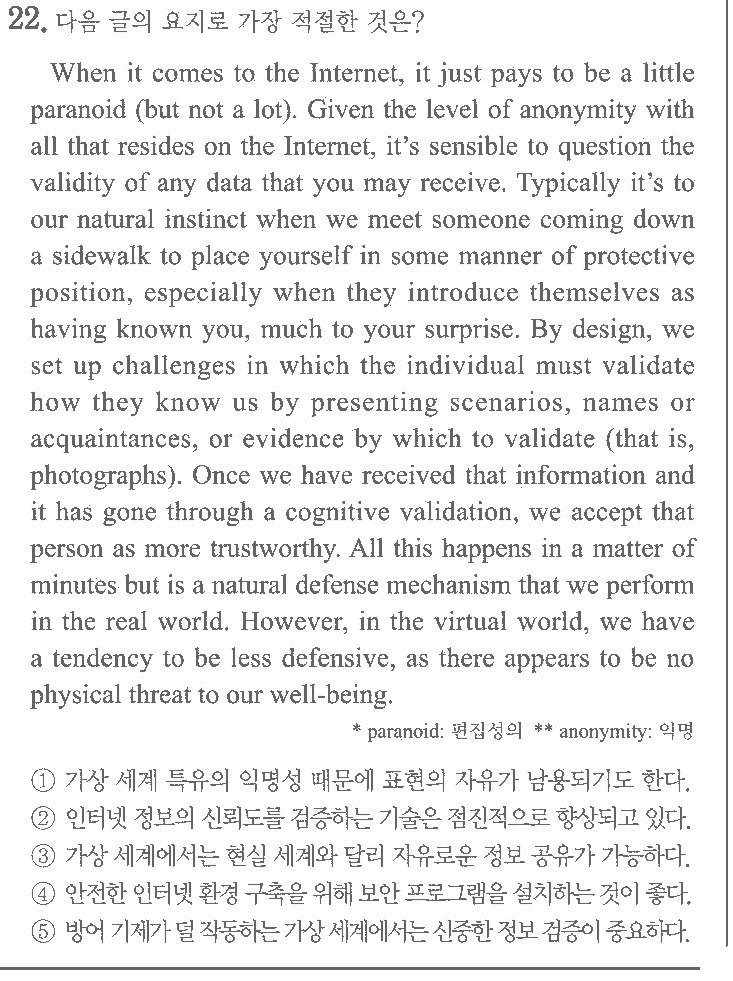 22. 다음 글의 요지로 가장 적절한 것은?
When it comes to the Internet, it just pays to be a little
paranoid (but not a lot). Given the level of anonymity with
all that resides on the Internet, it's sensible to question the
validity of any data that you may receive. Typically it's to
our natural instinct when we meet someone coming down
a sidewalk to place yourself in some manner of protective
position, especially when they introduce themselves as
having known you, much to your surprise. By design, we
set up challenges in which the individual must validate
how they know us by presenting scenarios, names or
acquaintances, or evidence by which to validate (that is,
photographs). Once we have received that information and
it has gone through a cognitive validation, we accept that
person as more trustworthy. All this happens in a matter of
minutes but is a natural defense mechanism that we perform
in the real world. However, in the virtual world, we have
a tendency to be less defensive, as there appears to be no
physical threat to our well-being.
* paranoid: 편집성의 ** anonymity: 익명
① 가상 세계 특유의 익명성 때문에 표현의 자유가 남용되기도 한다.
② 인터넷 정보의 신뢰도를 검증하는 기술은 점진적으로 향상되고 있다.
③ 가상 세계에서는 현실 세계와 달리 자유로운 정보 공유가 가능하다.
④ 안전한 인터넷 환경 구축을 위해 보안 프로그램을 설치하는 것이 좋다.
⑤ 방어 기제가 덜 작동하는 가상 세계에서는 신중한 정보 검증이 중요하다.